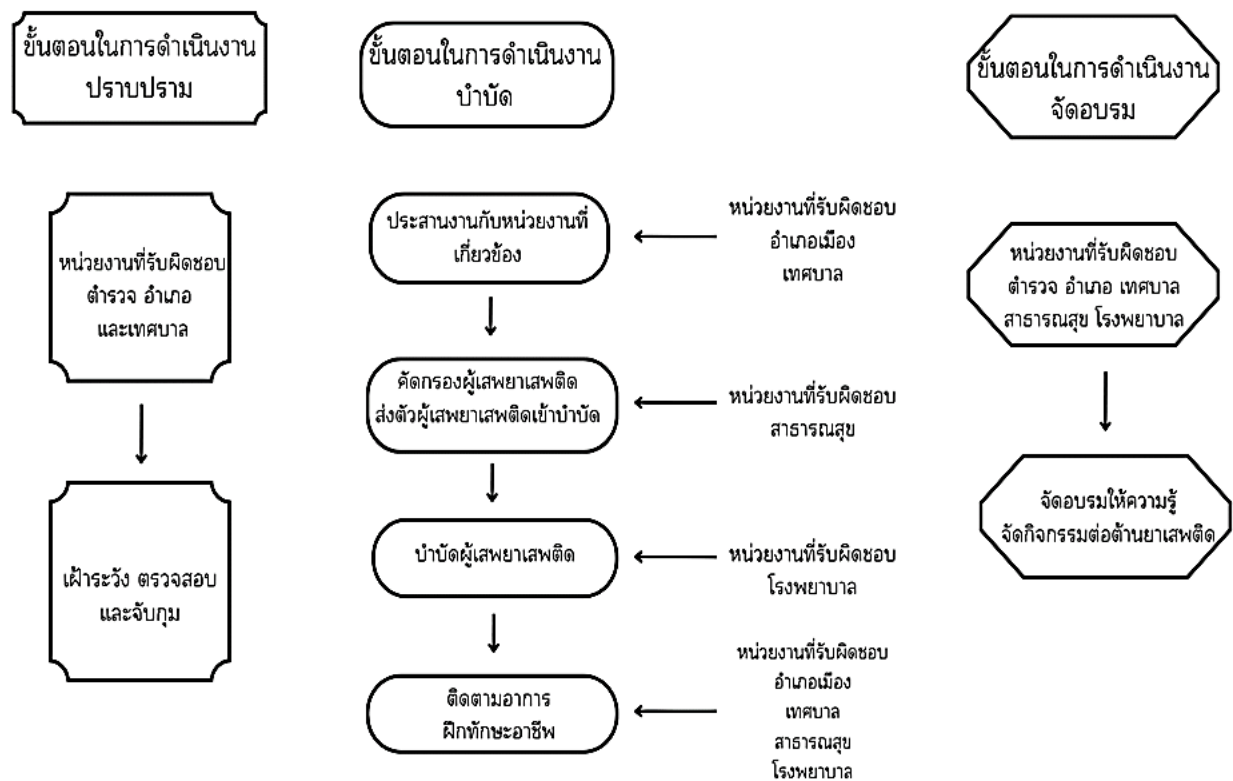 ขั้นตอนในการดำเนินงาน
ปราบปราม
ขั้นตอนในการดำเนินงาน
บำบัด
ขั้นตอนในการดำเนินงาน
จัดอบรม
หน่วยงานที่รับผิดชอบ
ตำรวจ อำเภอ
และเทศบาล
เฝ้าระวัง ตรวจสอบ
และจับกุม
ประสานงานกับหน่วยงานที่
เกี่ยวข้อง
หน่วยงานที่รับผิดชอบ
อำเภอเมือง
เทศบาล
คัดกรองผู้เสพยาเสพติด
ส่งตัวผู้เสพยาเสพติดเข้าบำบัด
หน่วยงานที่รับผิดชอบ
สาธารณสุข
บำบัดผู้เสพยาเสพติด
หน่วยงานที่รับผิดชอบ
โรงพยาบาล
ติดตามอาการ
ฝึกทักษะอาชีพ
หน่วยงานที่รับผิดชอบ
อำเภอเมือง
เทศบาล
สาธารณสุข
โรงพยาบาล
หน่วยงานที่รับผิดชอบ
ตำรวจ อำเภอ เทศบาล
สาธารณสุข โรงพยาบาล
จัดอบรมให้ความรู้
จัดกิจกรรมต่อต้านยาเสพติด